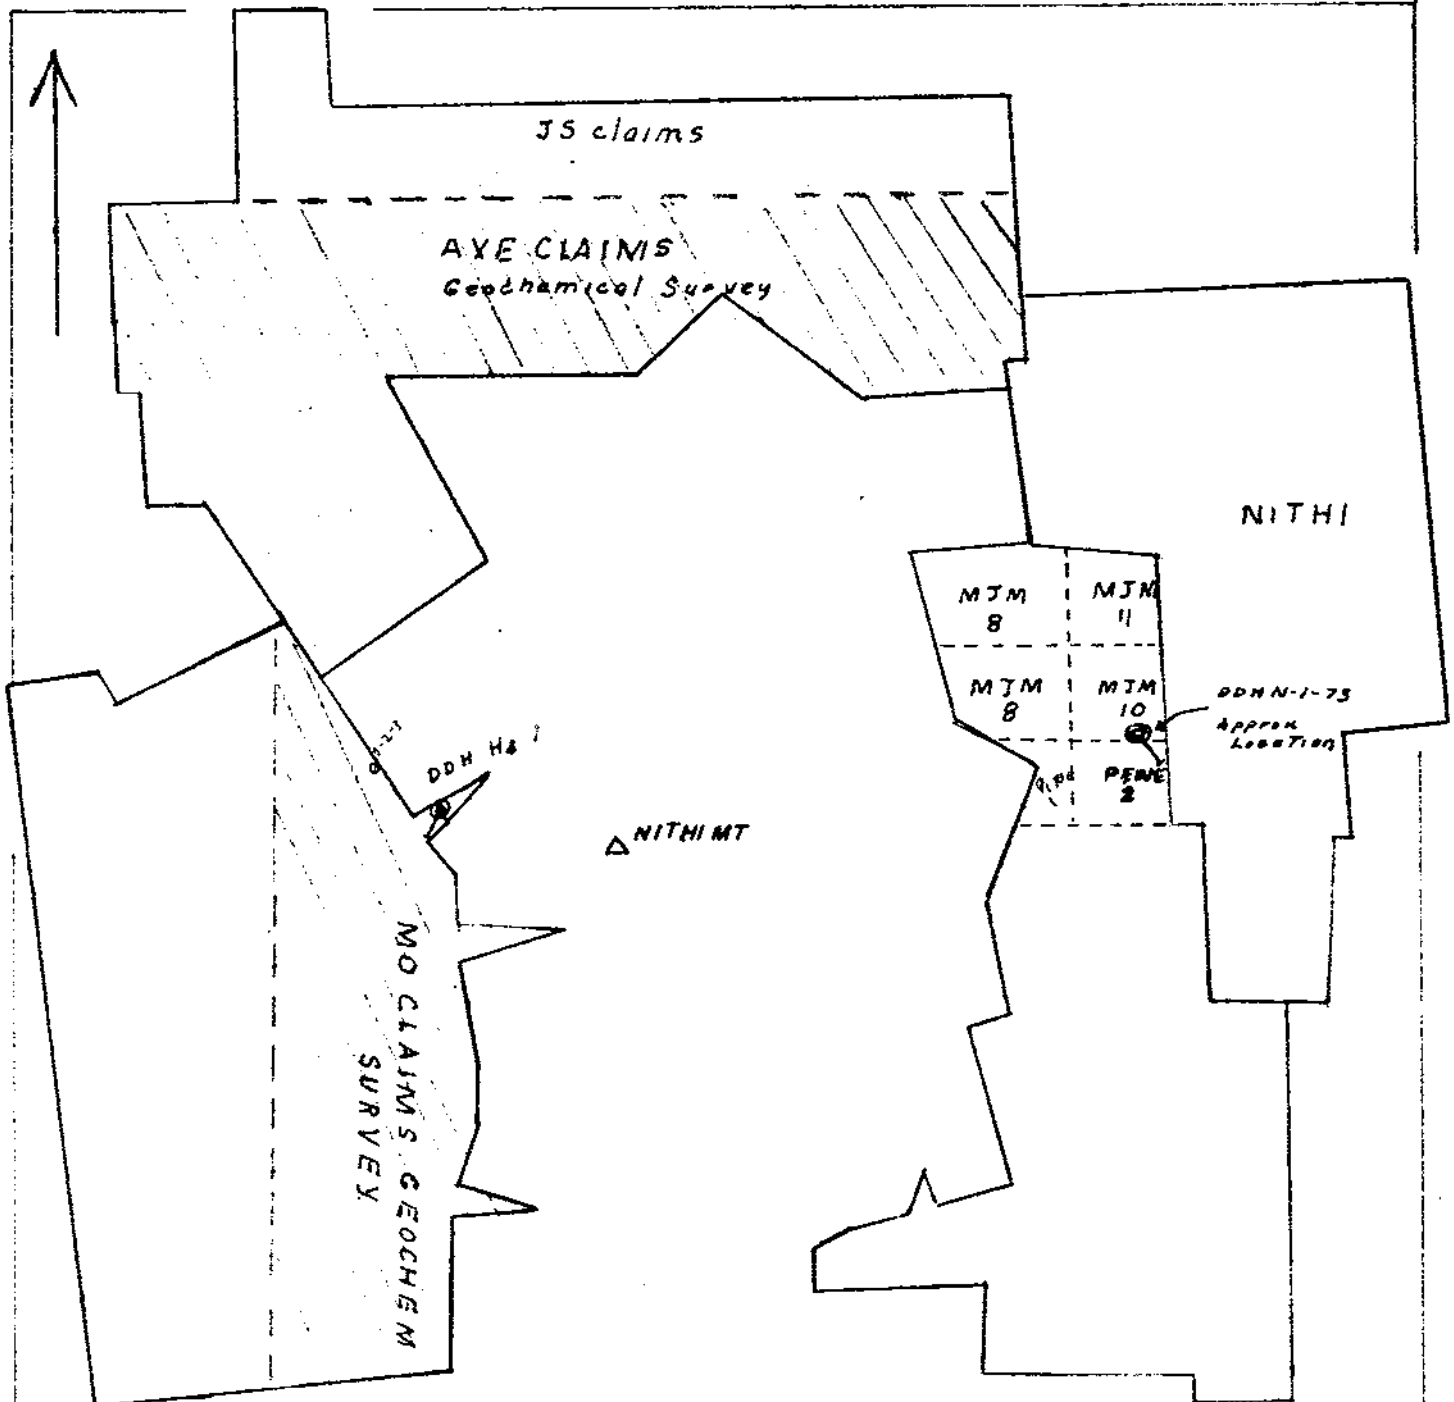 JS claims
AXE CLAIMS
Geochemical Survey
NITHI
MJM
8
MJM
11
MJM
8
MJM
10
DDH N-1-73
Approx
Location
2
DDH H& 1
NITHI MT
MO CLAIMS GEOCHEM
SURVEY